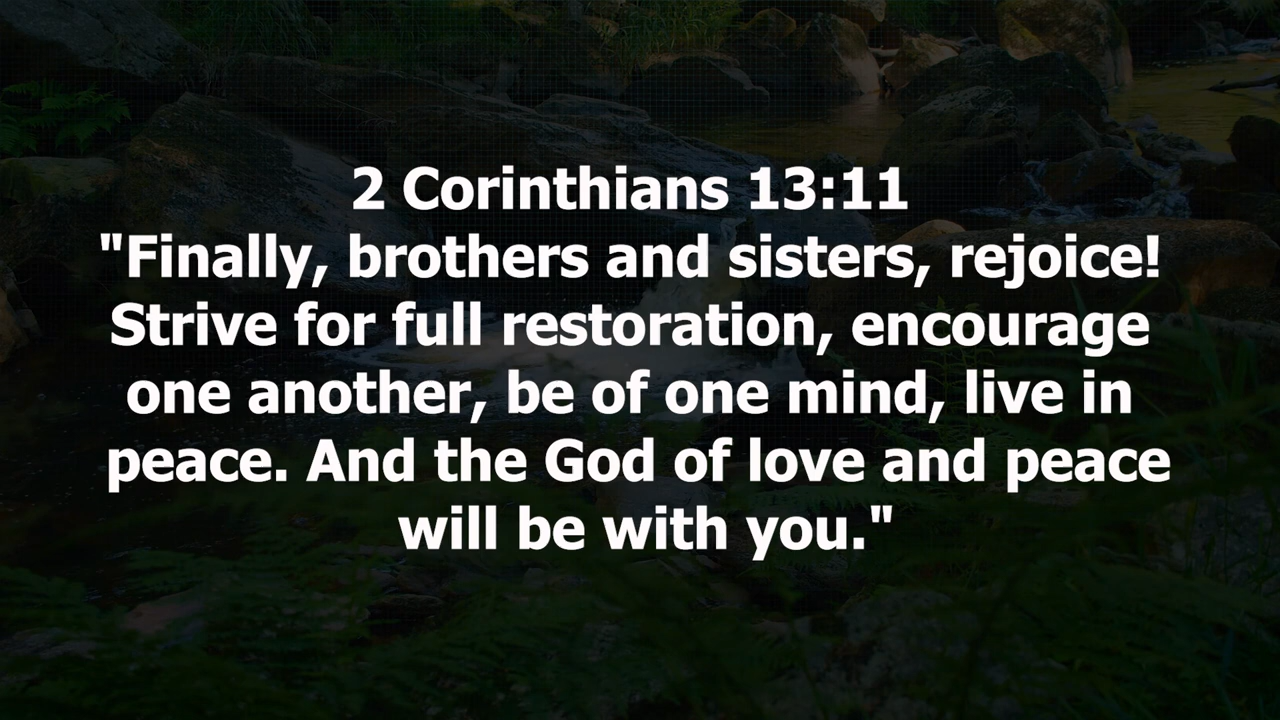 2 Corinthians 13:11
"Finally, brothers and sisters, rejoice!
Strive for full restoration, encourage
one another, be of one mind, live in
peace. And the God of love and peace
will be with you."